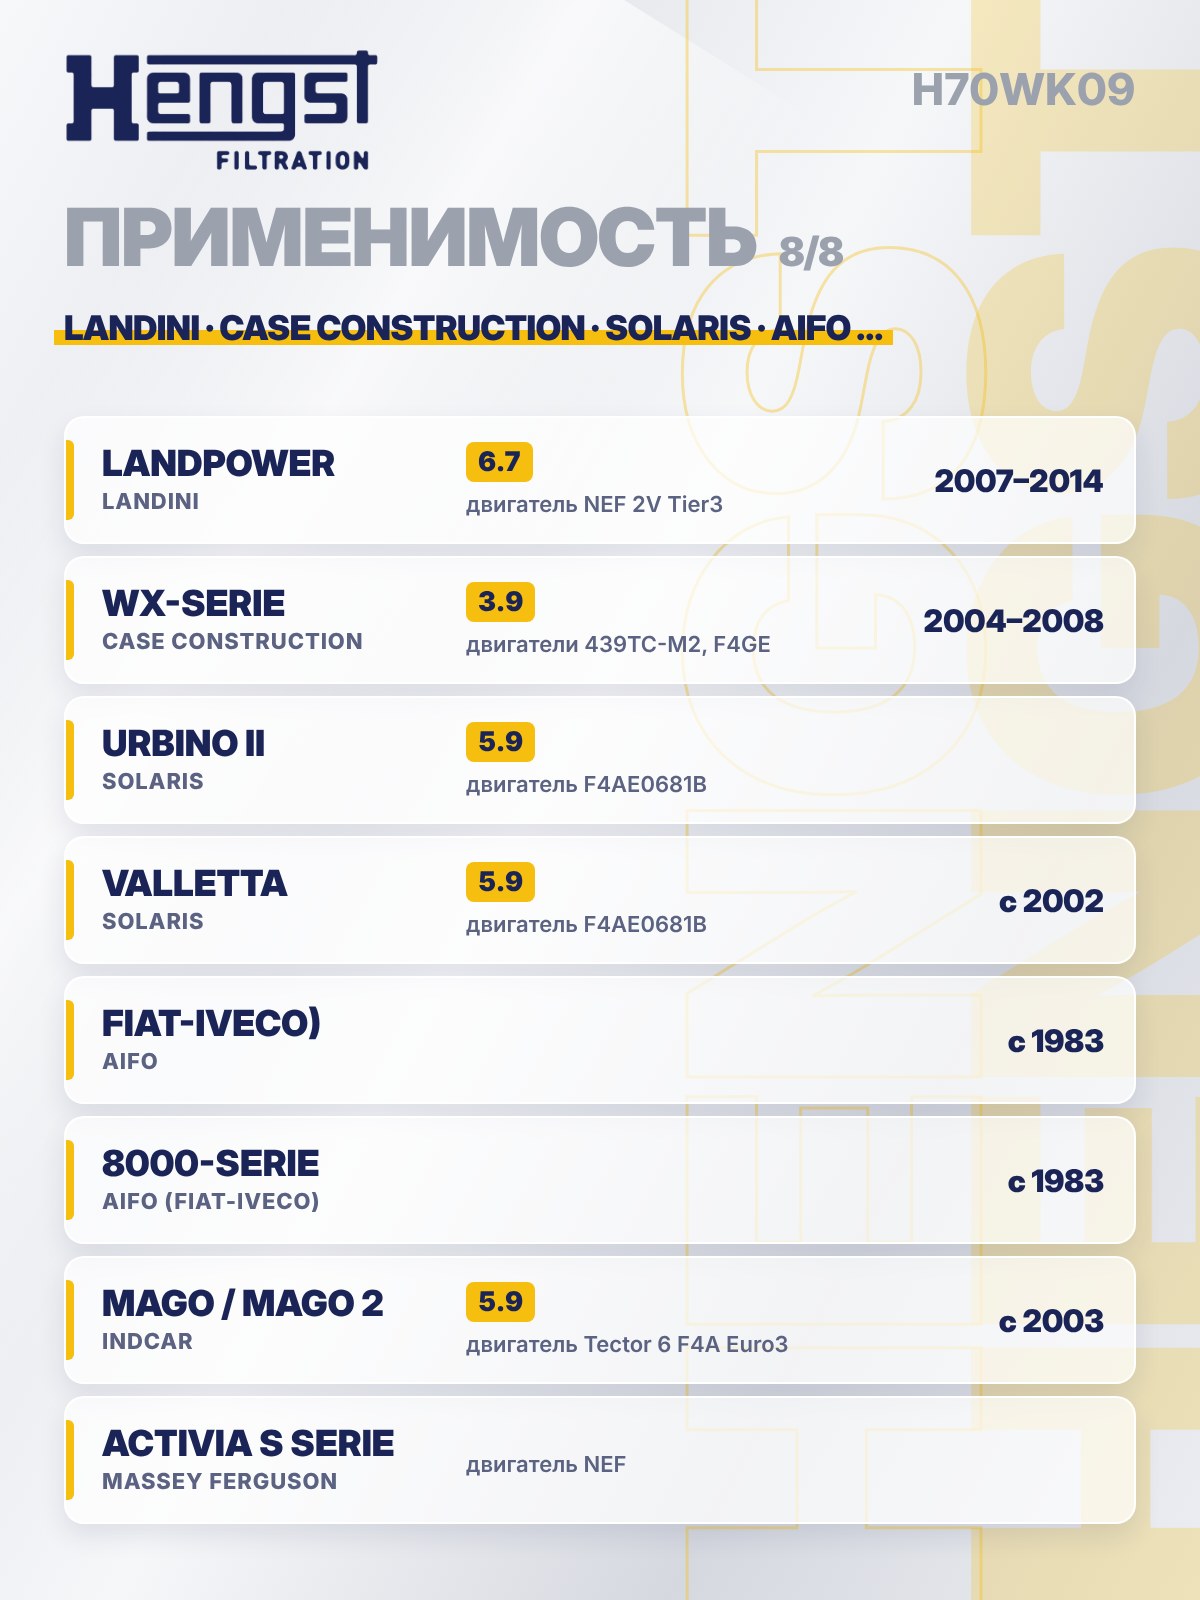 Hengst
FILTRATION
H70WK09
ПРИМЕНИМОСТЬ 8/8
LANDINI · CASE CONSTRUCTION · SOLARIS · AIFO ...
LANDPOWER
LANDINI
6.7
двигатель NEF 2V Tier3
2007–2014
WX-SERIE
CASE CONSTRUCTION
3.9
двигатели 439TC-M2, F4GE
2004–2008
URBINO II
SOLARIS
5.9
двигатель F4AE0681B
VALLETTA
SOLARIS
5.9
двигатель F4AE0681B
с 2002
FIAT-IVECO)
AIFO
с 1983
8000-SERIE
AIFO (FIAT-IVECO)
с 1983
MAGO / MAGO 2
INDCAR
5.9
двигатель Tector 6 F4A Euro3
с 2003
ACTIVIA S SERIE
MASSEY FERGUSON
двигатель NEF
HENGST
HENGST